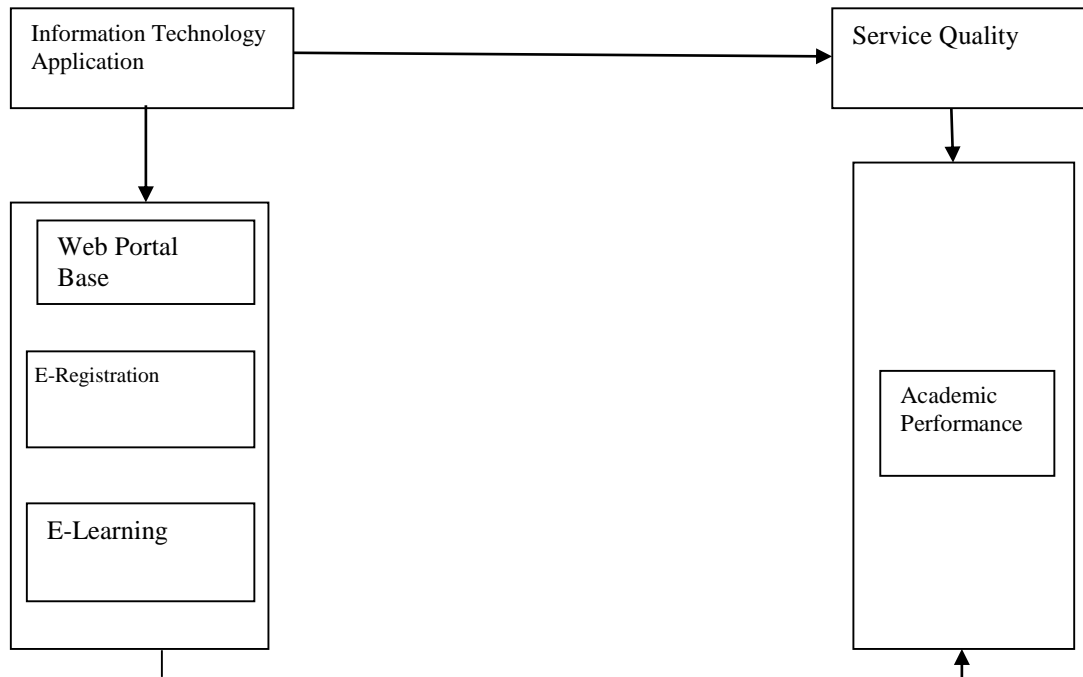 Information Technology
Application
Service Quality
Web Portal
Base
E-Registration
E-Learning
Academic
Performance